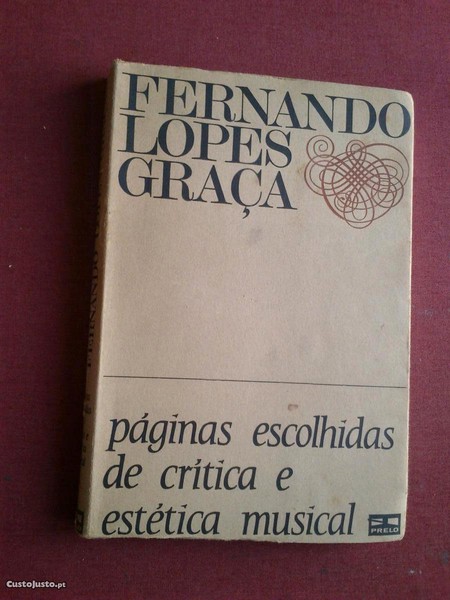 FERNANDO
LOPES
GRAÇA
páginas escolhidas
de crítica e
estética musical
PRELO
CustoJusto.pt